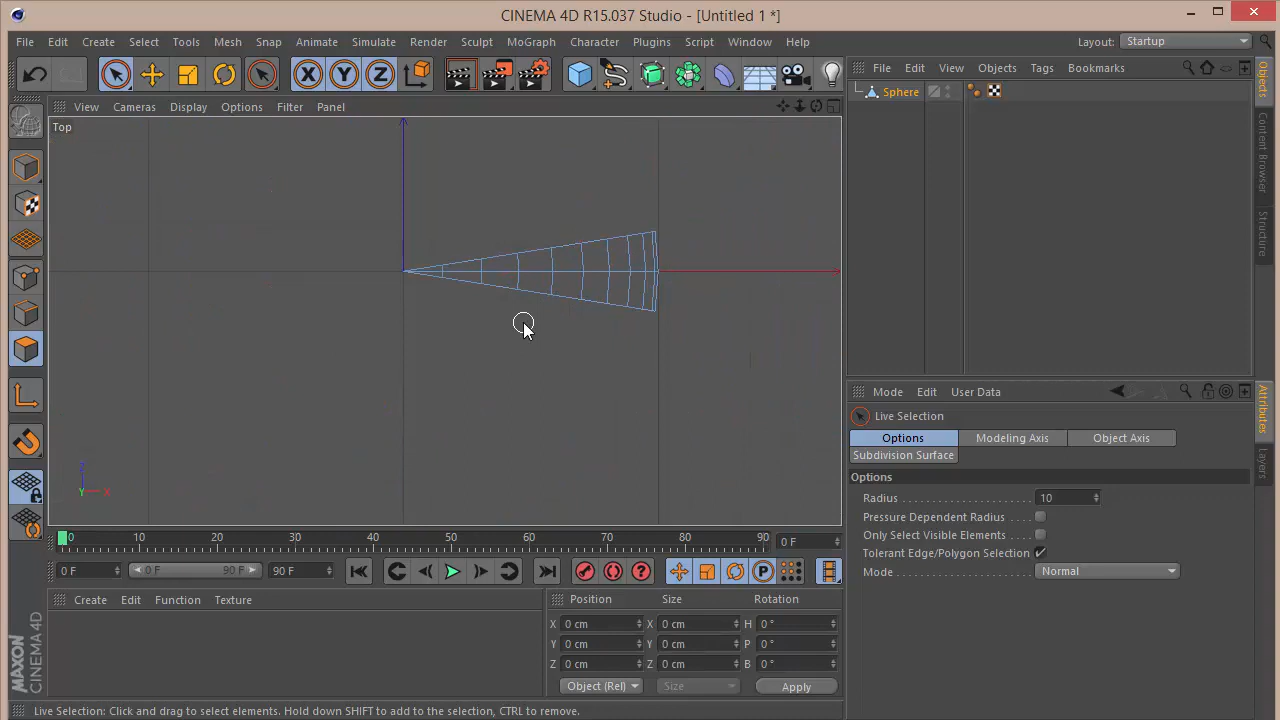 CINEMA 4D R15.037 Studio - [Untitled 1 *]
File Edit Create Select Tools Mesh Snap Animate Simulate Render Sculpt MoGraph Character Plugins Script Window Help Layout: Startup
X Y Z
File Edit View Objects Tags Bookmarks
Sphere
View Cameras Display Options Filter Panel
Top
Z
Y X
Objects
Content Browser
Structure
Mode Edit User Data
Live Selection
Options Modeling Axis Object Axis
Subdivision Surface
Options
Radius 10
Pressure Dependent Radius
Only Select Visible Elements
Tolerant Edge/Polygon Selection
Mode Normal
Attributes
Layers
0 10 20 30 40 50 60 70 80 90 0 F
0 F 0 F 90 F 90 F
P
Create Edit Function Texture
Position Size Rotation
X 0 cm X 0 cm H 0 °
Y 0 cm Y 0 cm P 0 °
Z 0 cm Z 0 cm B 0 °
Object (Rel) Size Apply
MAXON
CINEMA 4D
Live Selection: Click and drag to select elements. Hold down SHIFT to add to the selection, CTRL to remove.